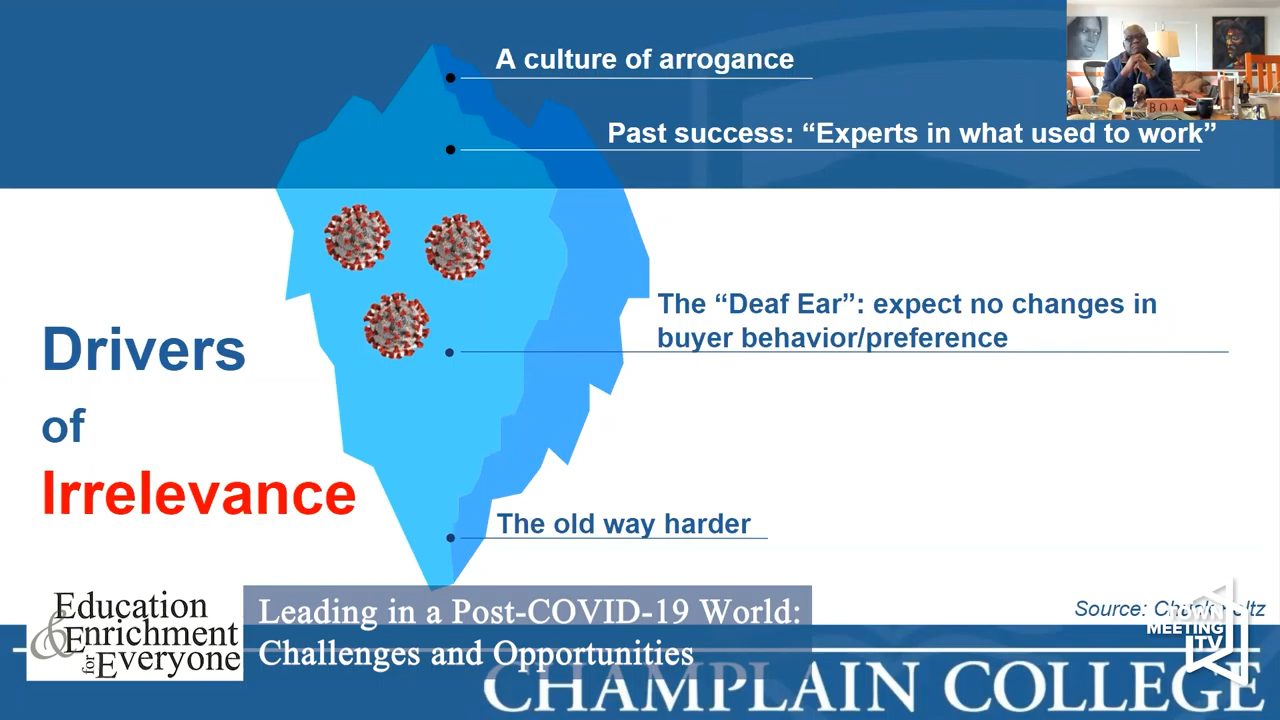 A culture of arrogance
Past success: “Experts in what used to work”
The “Deaf Ear”: expect no changes in
buyer behavior/preference
The old way harder
Drivers
of
Irrelevance
B.O.A
Education
& Enrichment
for Everyone
Leading in a Post-COVID-19 World:
Challenges and Opportunities
Source:
TOWN
MEETING
TV
CHAMPLAIN COLLEGE